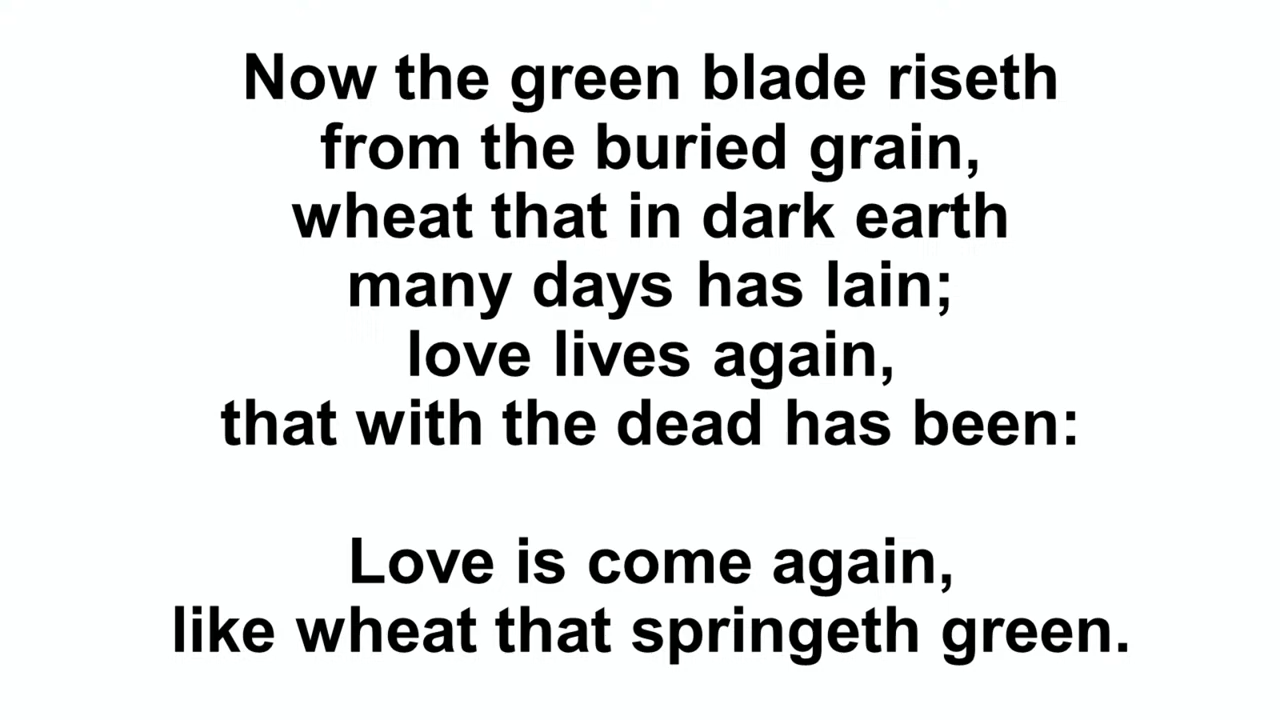 Now the green blade riseth
from the buried grain,
wheat that in dark earth
many days has lain;
love lives again,
that with the dead has been:
Love is come again,
like wheat that springeth green.